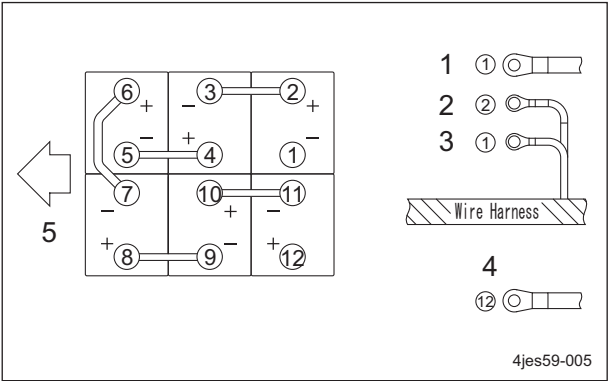 ⑥ ③ ② + − +
− + −
⑤ ④ ①
⑦ ⑩ ⑪
− + −
+ − +
⑧ ⑨ ⑫
5
1 ①
2 ②
3 ①
Wire Harness
4
⑫
4jes59-005